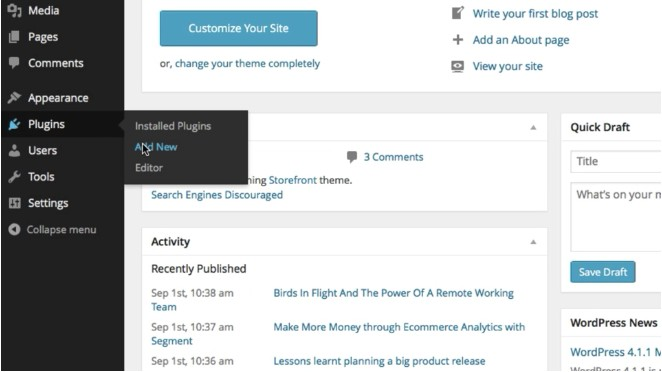 Media
Pages
Comments
Appearance
Plugins
Users
Tools
Settings
Collapse menu
Installed Plugins
Add New
Editor
Customize Your Site
or, change your theme completely
Write your first blog post
Add an About page
View your site
3 Comments
Storefront theme.
Search Engines Discouraged
Activity
Recently Published
Sep 1st, 10:38 am Birds In Flight And The Power Of A Remote Working
Team
Sep 1st, 10:37 am Make More Money through Ecommerce Analytics with
Segment
Sep 1st, 10:36 am Lessons learnt planning a big product release
Quick Draft
Title
What's on your
Save Draft
WordPress News
WordPress 4.1.1